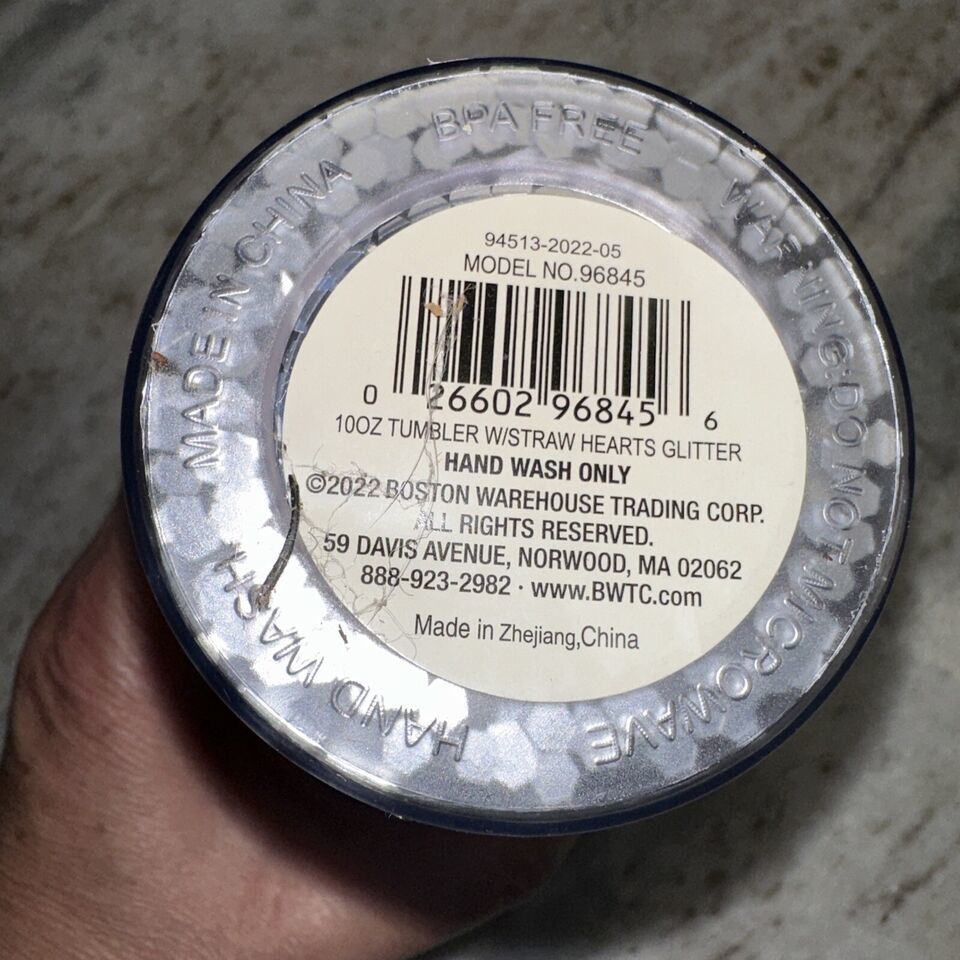 BPA FREE
WARNING:DO NOT MICROWAVE
HAND WASH
MADE IN CHINA
94513-2022-05
MODEL NO.96845
0 26602 96845 6
10OZ TUMBLER W/STRAW HEARTS GLITTER
HAND WASH ONLY
©2022 BOSTON WAREHOUSE TRADING CORP.
ALL RIGHTS RESERVED.
59 DAVIS AVENUE, NORWOOD, MA 02062
888-923-2982 · www.BWTC.com
Made in Zhejiang,China